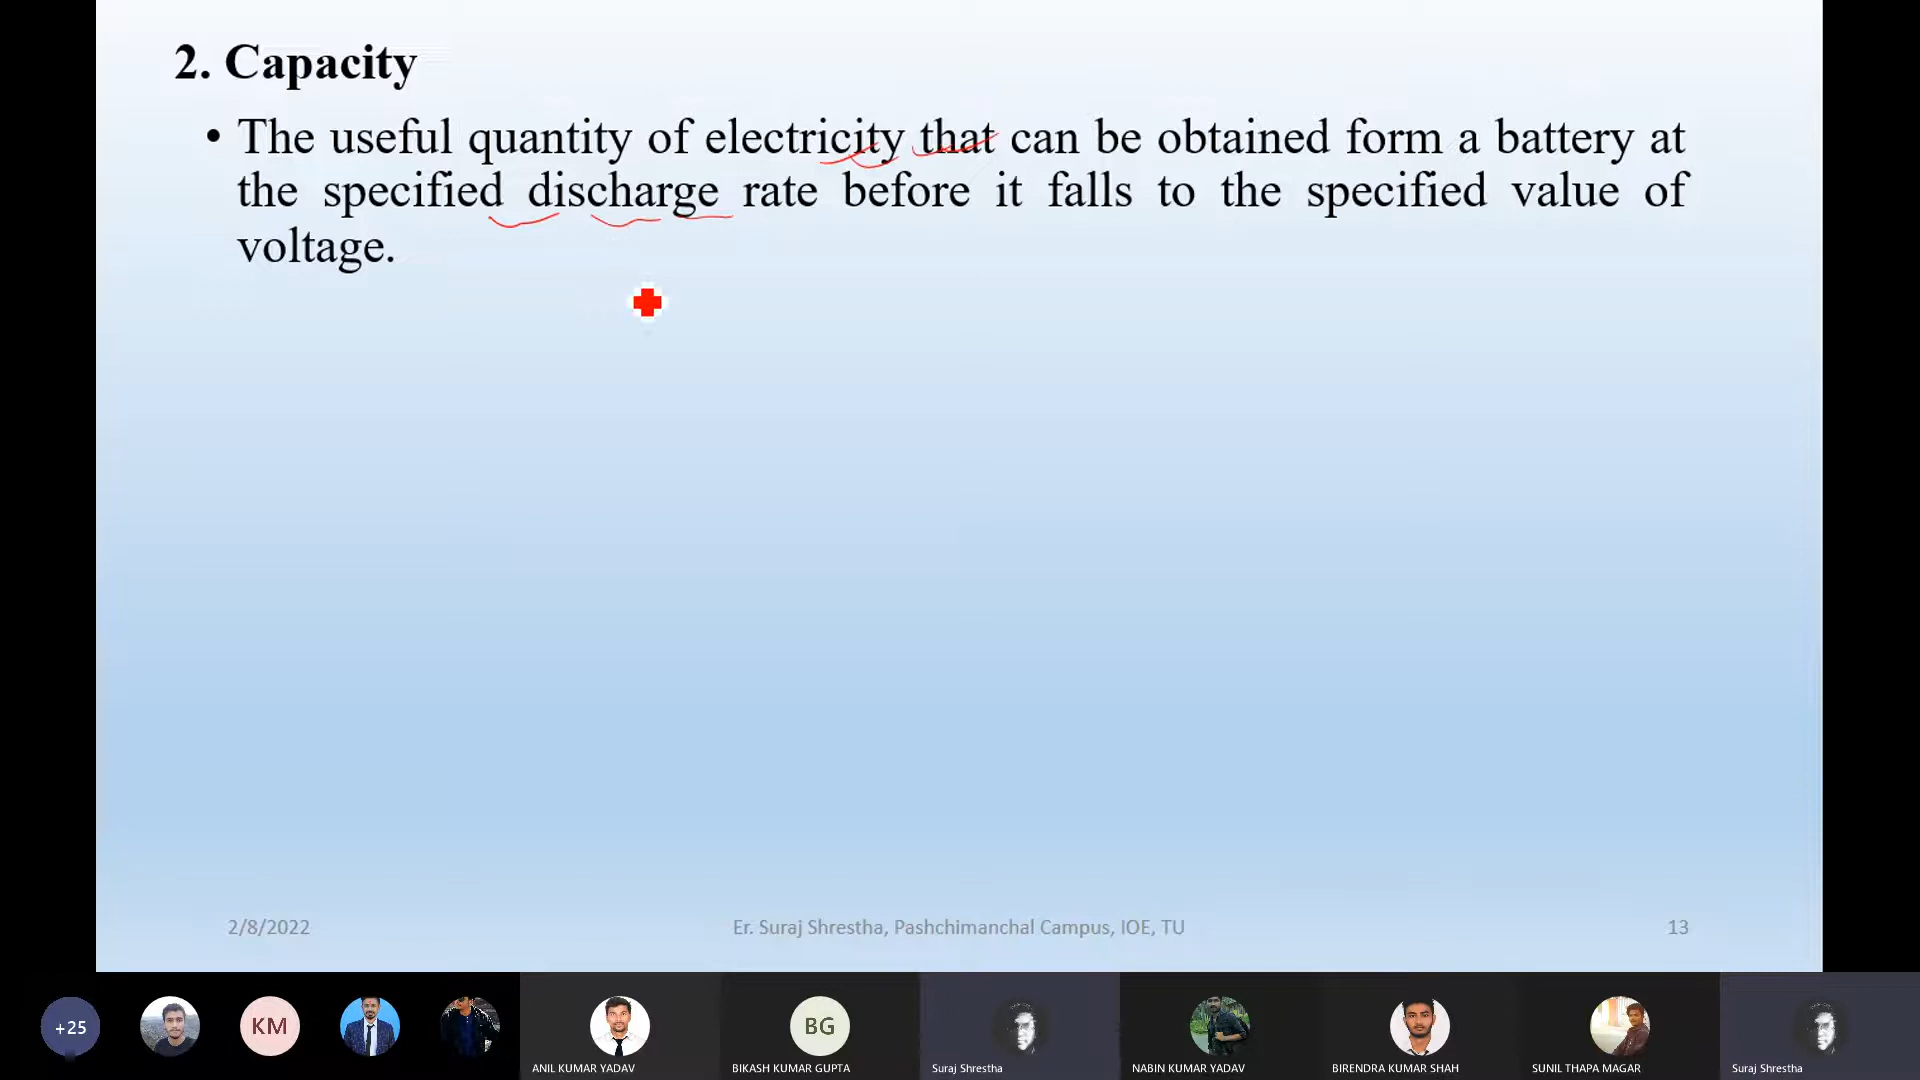 2. Capacity
• The useful quantity of electricity that can be obtained form a battery at
the specified discharge rate before it falls to the specified value of
voltage.
2/8/2022
Er. Suraj Shrestha, Pashchimanchal Campus, IOE, TU
13
+25
KM
BG
ANIL KUMAR YADAV
BIKASH KUMAR GUPTA
Suraj Shrestha
NABIN KUMAR YADAV
BIRENDRA KUMAR SHAH
SUNIL THAPA MAGAR
Suraj Shrestha